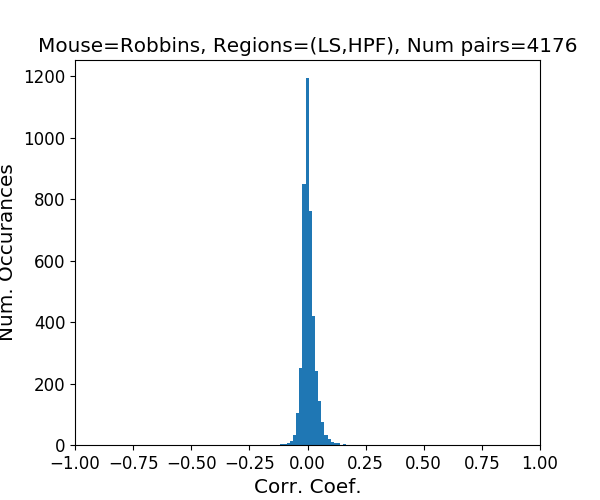 Mouse=Robbins, Regions=(LS,HPF), Num pairs=4176
1200
1000
800
600
400
200
0
Num. Occurances
−1.00 −0.75 −0.50 −0.25 0.00 0.25 0.50 0.75 1.00
Corr. Coef.